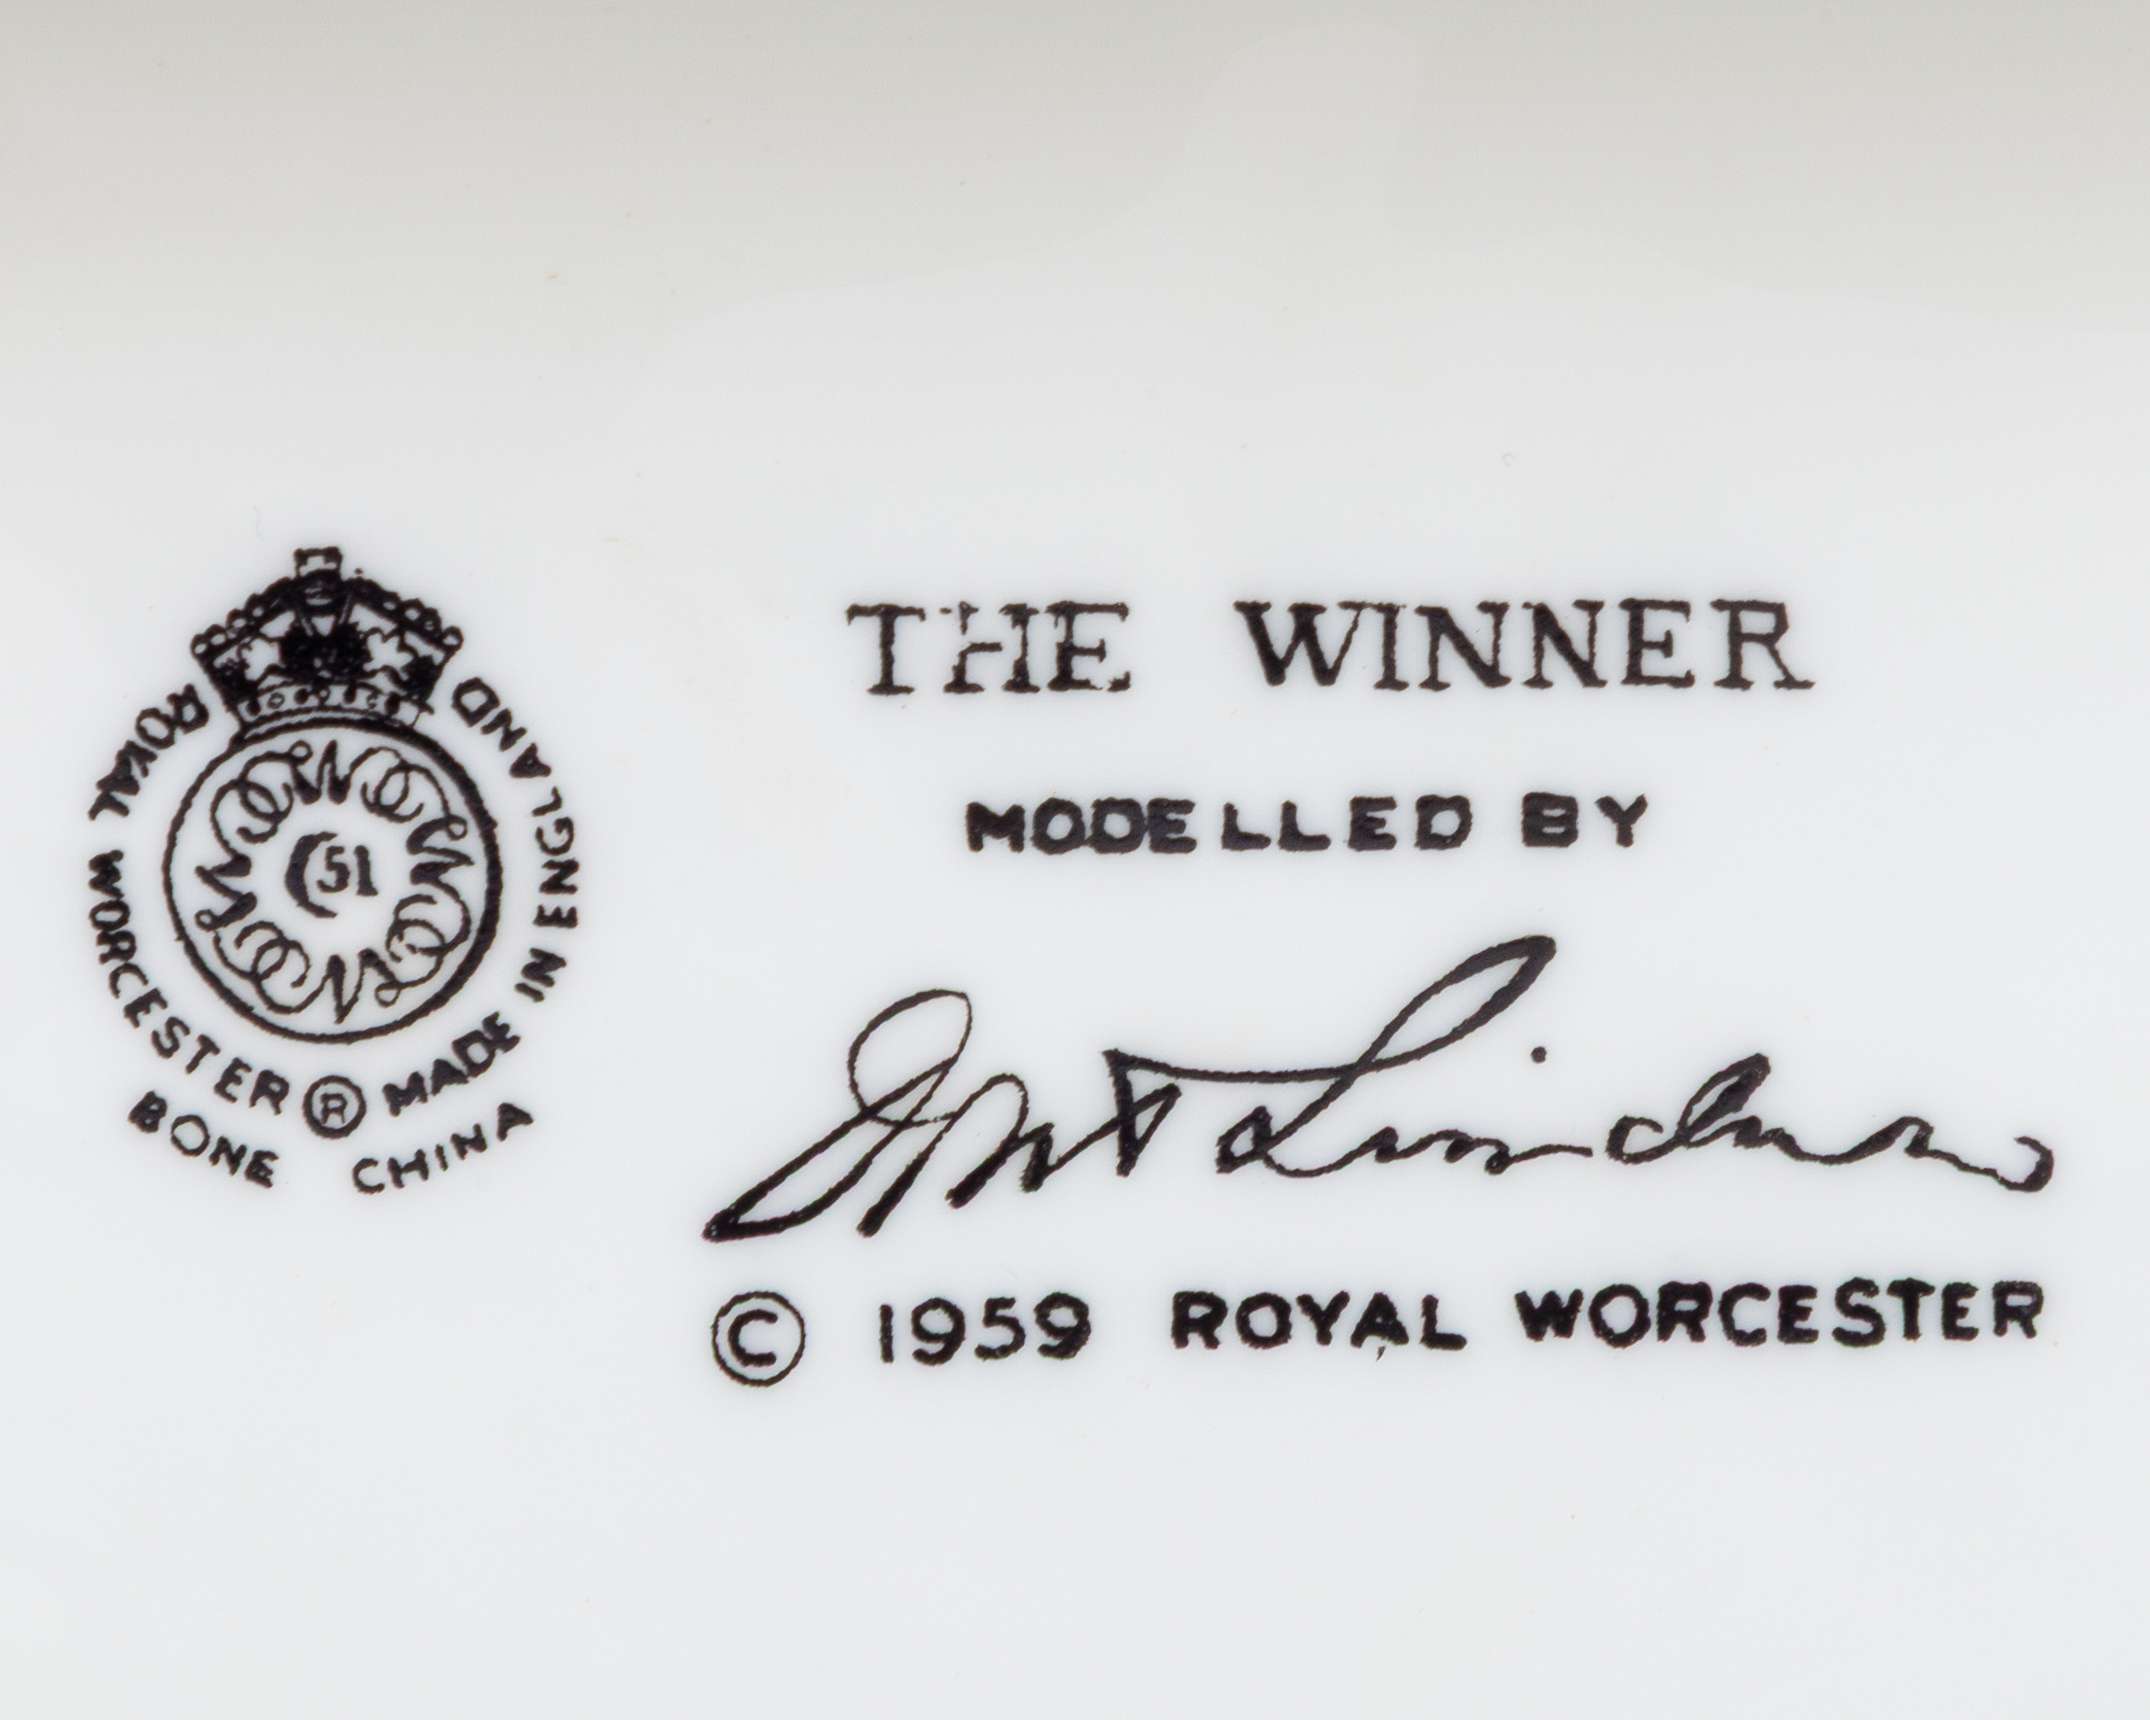 ROYAL WORCESTER ® MADE IN ENGLAND
BONE CHINA
51
THE WINNER
MODELLED BY
© 1959 ROYAL WORCESTER